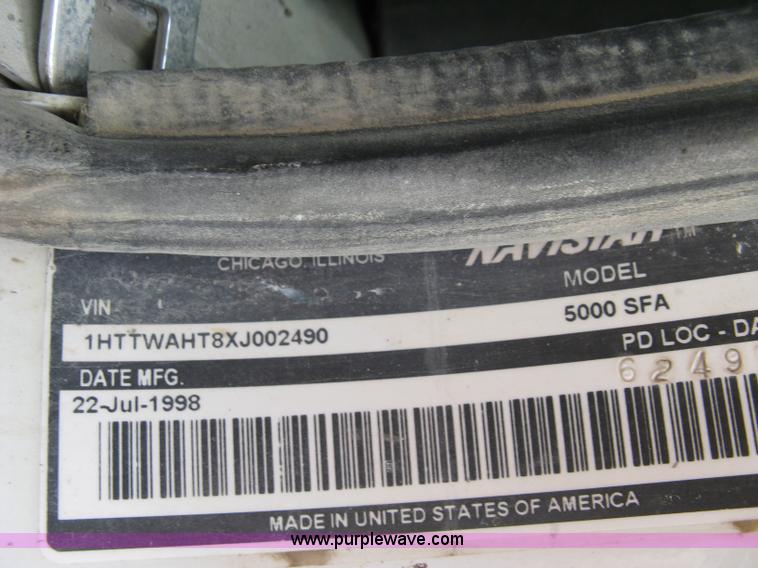 CHICAGO, ILLINOIS NAVISTAR TM
VIN MODEL
1HTTWAHT8XJ002490 5000 SFA
PD LOC - DA
DATE MFG. 6249
22-Jul-1998
MADE IN UNITED STATES OF AMERICA
www.purplewave.com